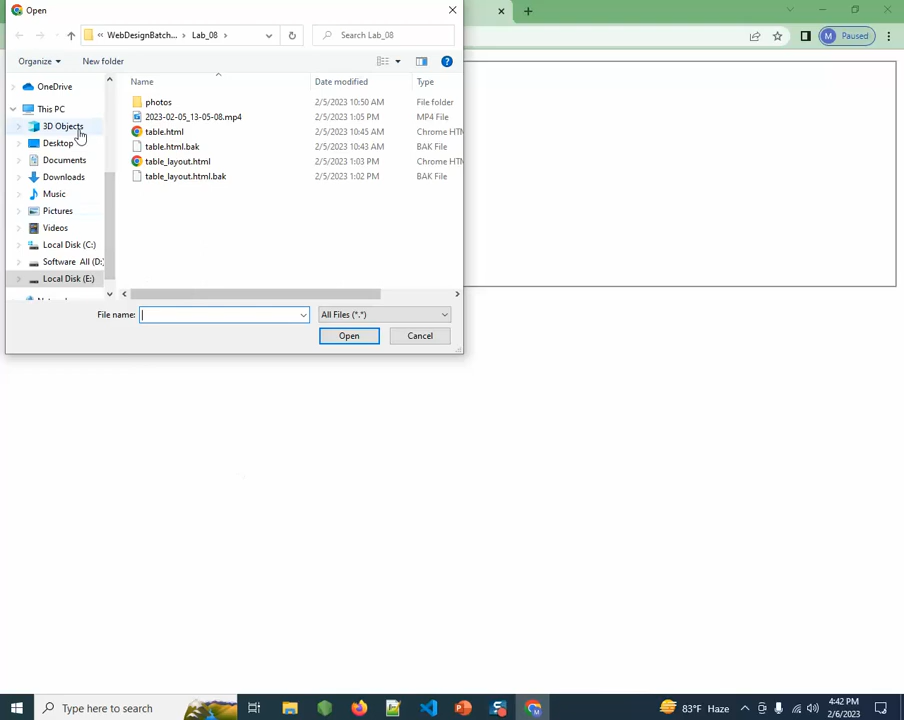 Open
WebDesignBatch... Lab_08
Search Lab_08
Paused
Organize
New folder
Name
Date modified
Type
OneDrive
This PC
3D Objects
Desktop
Documents
Downloads
Music
Pictures
Videos
Local Disk (C:)
Software All (D:)
Local Disk (E:)
photos 2/5/2023 10:50 AM File folder
2023-02-05_13-05-08.mp4 2/5/2023 1:05 PM MP4 File
table.html 2/5/2023 10:45 AM Chrome HTM
table.html.bak 2/5/2023 10:43 AM BAK File
table_layout.html 2/5/2023 1:03 PM Chrome HTM
table_layout.html.bak 2/5/2023 1:02 PM BAK File
File name:
All Files (*.*)
Open
Cancel
Type here to search
83°F Haze
4:42 PM
2/6/2023